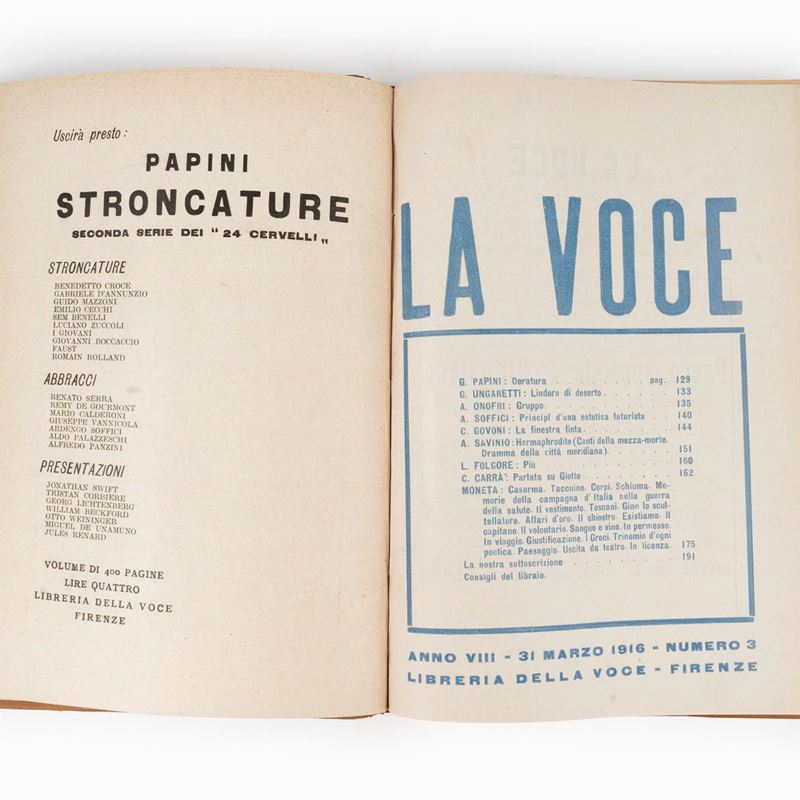 Uscirà presto:
PAPINI
STRONCATURE
SECONDA SERIE DEI “ 24 CERVELLI „
STRONCATURE
BENEDETTO CROCE
GABRIELE D'ANNUNZIO
GUIDO MAZZONI
EMILIO CECCHI
SEM BENELLI
LUCIANO ZUCCOLI
I GIOVANI
GIOVANNI BOCCACCIO
FAUST
ROMAIN ROLLAND
ABBRACCI
RENATO SERRA
REMY DE GOURMONT
MARIO CALDERONI
GIUSEPPE VANNICOLA
ARDENGO SOFFICI
ALDO PALAZZESCHI
ALFREDO PANZINI
PRESENTAZIONI
JONATHAN SWIFT
TRISTAN CORBIÈRE
GEORG LICHTENBERG
WILLIAM BECKFORD
OTTO WEININGER
MIGUEL DE UNAMUNO
JULES RENARD
VOLUME DI 400 PAGINE
LIRE QUATTRO
LIBRERIA DELLA VOCE
FIRENZE
LA VOCE
G. PAPINI: Deratura . . . . . . . . . . pag. 129
G. UNGARETTI: Lindoro di deserto . . . . . . . . 133
A. ONOFRI: Gruppo . . . . . . . . . . . . 135
A. SOFFICI: Principî d'una estetica futurista . . 140
C. GOVONI: La finestra finta . . . . . . . . . 144
A. SAVINIO: Hermaphrodito (Canti della mezza-morte.
Dramma della città meridiana) . . . . . . . 151
L. FOLGORE: Più . . . . . . . . . . . . 160
C. CARRÀ: Parlata su Giotto . . . . . . . . . 162
MONETA: Caserma. Taccuino. Corpi. Schiuma. Me-
morie della campagna d'Italia nella guerra
della salute. Il vestimento. Toscani. Gino lo scul-
tellatore. Affari d'oro. Il chiostro. Esistiamo. Il
capitano. Il volontario. Sangue e vino. In permesso.
In viaggio. Giustificazione. I Greci. Trinomio d'ogni
poetica. Paesaggio. Uscita da teatro. In licenza. 175
La nostra sottoscrizione . . . . . . . . . . 191
Consigli del libraio.
ANNO VIII - 31 MARZO 1916 - NUMERO 3
LIBRERIA DELLA VOCE - FIRENZE